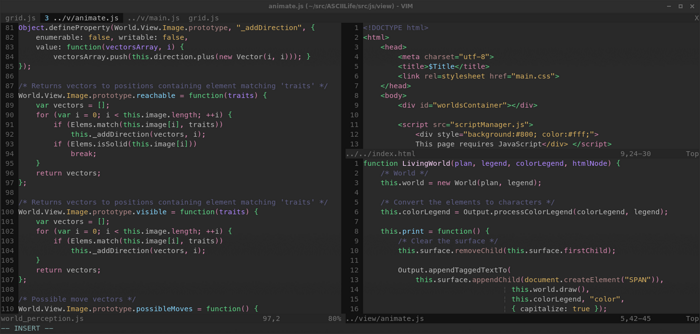 animate.js (~/src/ASCIILife/src/js/view) - VIM
grid.js  3 ../v/animate.js  ../v/main.js  grid.js  X
81 Object.defineProperty(World.View.Image.prototype, "_addDirection", {
82     enumerable: false, writable: false,
83     value: function(vectorsArray, i) {
84         vectorsArray.push(this.direction.plus(new Vector(i, i))); }
85 });
86
87 /* Returns vectors to positions containing element matching 'traits' */
88 World.View.Image.prototype.reachable = function(traits) {
89     var vectors = [];
90     for (var i = 0; i < this.image.length; ++i) {
91         if (Elems.match(this.image[i], traits))
92             this._addDirection(vectors, i);
93         if (Elems.isSolid(this.image[i]))
94             break;
95     }
96     return vectors;
97 };
98
99 /* Returns vectors to positions containing element matching 'traits' */
100 World.View.Image.prototype.visible = function(traits) {
101     var vectors = [];
102     for (var i = 0; i < this.image.length; ++i) {
103         if (Elems.match(this.image[i], traits))
104             this._addDirection(vectors, i);
105     }
106     return vectors;
107 };
108
109 /* Possible move vectors */
110 World.View.Image.prototype.possibleMoves = function() {
world_perception.js 97,2 80%
1 <!DOCTYPE html>
2 <html>
3     <head>
4         <meta charset="utf-8">
5         <title>$Title</title>
6         <link rel=stylesheet href="main.css">
7     </head>
8     <body>
9         <div id="worldsContainer"></div>
10
11         <script src="scriptManager.js">
12             <div style="background:#800; color:#fff;">
13             This page requires JavaScript</div> </script>
../../index.html 9,24-30 Top
1 function LivingWorld(plan, legend, colorLegend, htmlNode) {
2     /* World */
3     this.world = new World(plan, legend);
4
5     /* Convert the elements to characters */
6     this.colorLegend = Output.processColorLegend(colorLegend, legend);
7
8     this.print = function() {
9         /* Clear the surface */
10         this.surface.removeChild(this.surface.firstChild);
11
12         Output.appendTaggedTextTo(
13             this.surface.appendChild(document.createElement("SPAN")),
14             this.world.draw(),
15             this.colorLegend, "color",
16             { capitalize: true });
../view/animate.js 5,42-45 Top
-- INSERT --